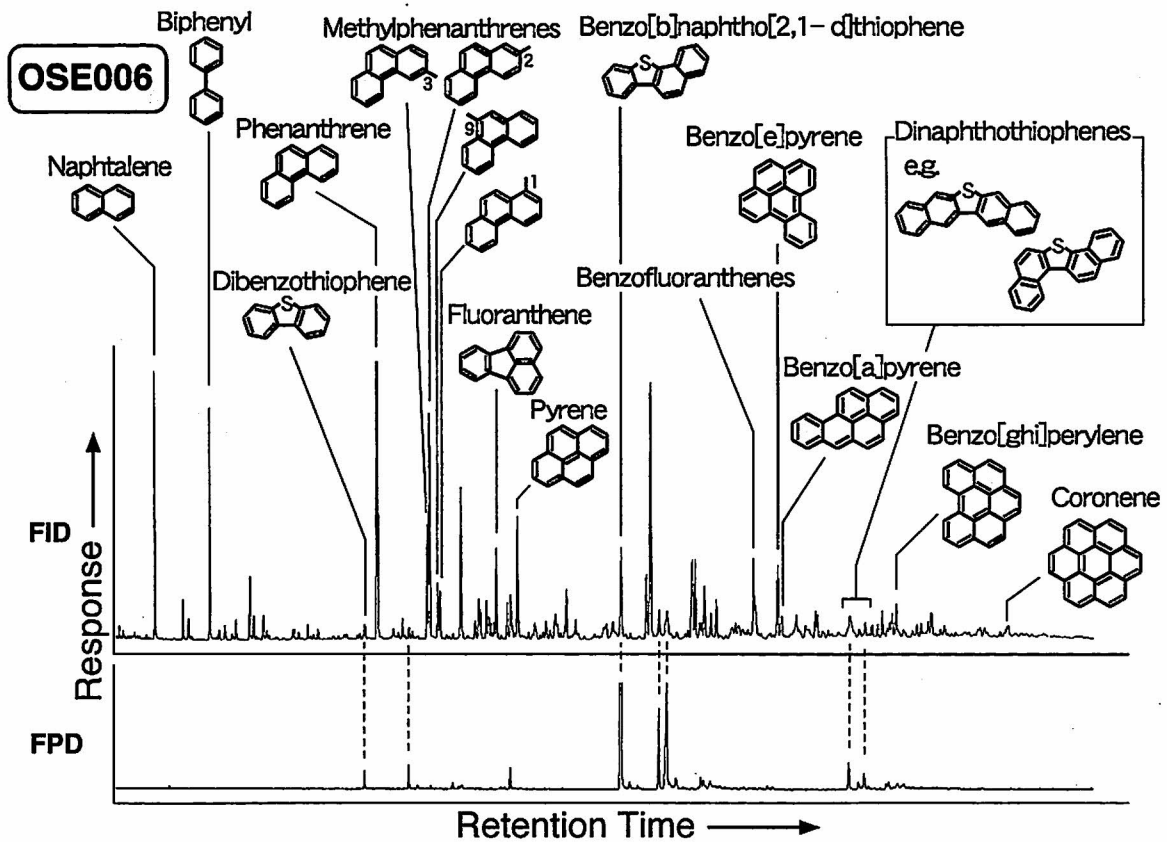 OSE006
Biphenyl
Methylphenanthrenes
Benzo[b]naphtho[2,1- d]thiophene
S
3
2
9
1
Phenanthrene
Naphtalene
Benzo[e]pyrene
Dinaphthothiophenes
e.g.
S
S
Dibenzothiophene
S
Fluoranthene
Benzofluoranthenes
Pyrene
Benzo[a]pyrene
Benzo[ghi]perylene
Coronene
FID
Response
FPD
Retention Time